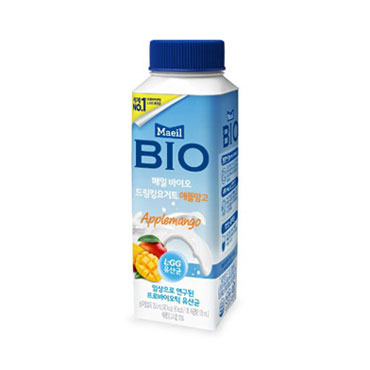 No.1
Maeil
BIO
매일 바이오
드링킹요거트 애플망고
Applemango
LGG
유산균
임상으로 연구된
프로바이오틱 유산균